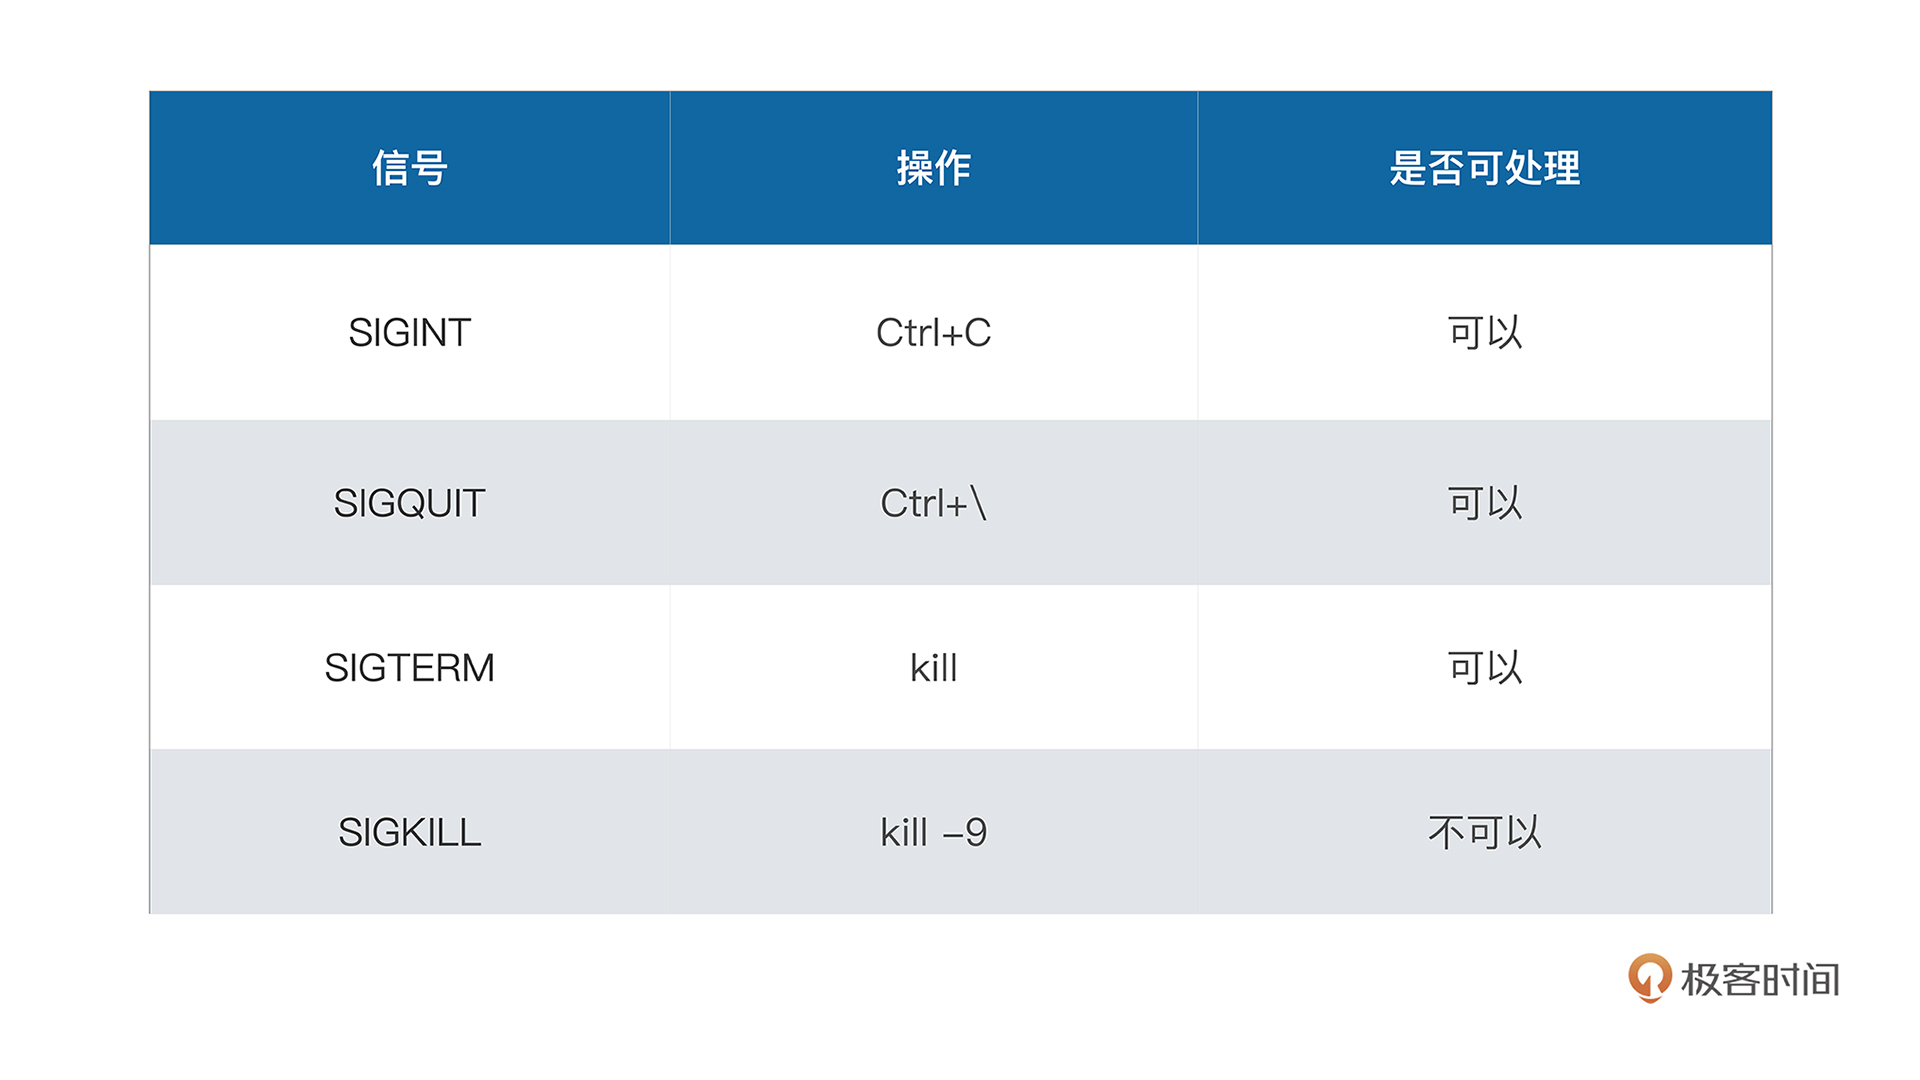 信号 操作 是否可处理
SIGINT Ctrl+C 可以
SIGQUIT Ctrl+\ 可以
SIGTERM kill 可以
SIGKILL kill -9 不可以
极客时间